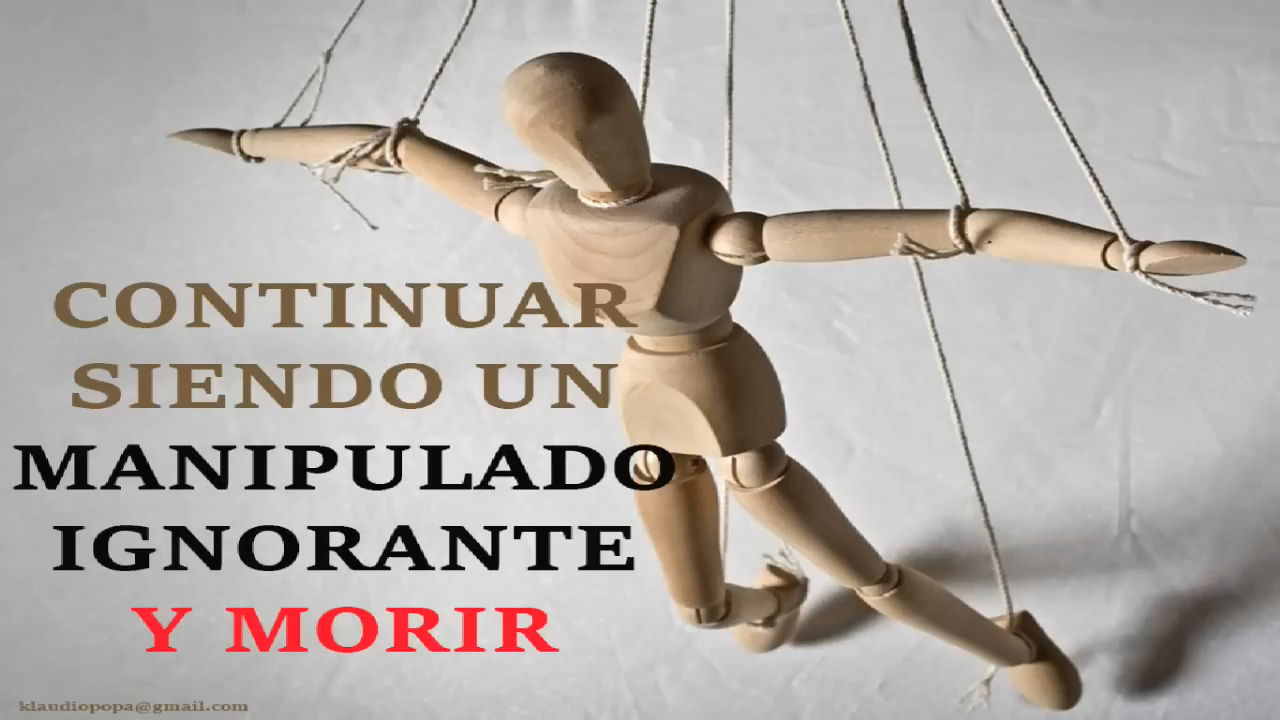 CONTINUAR
SIENDO UN
MANIPULADO
IGNORANTE
Y MORIR
klaudiopopa@gmail.com